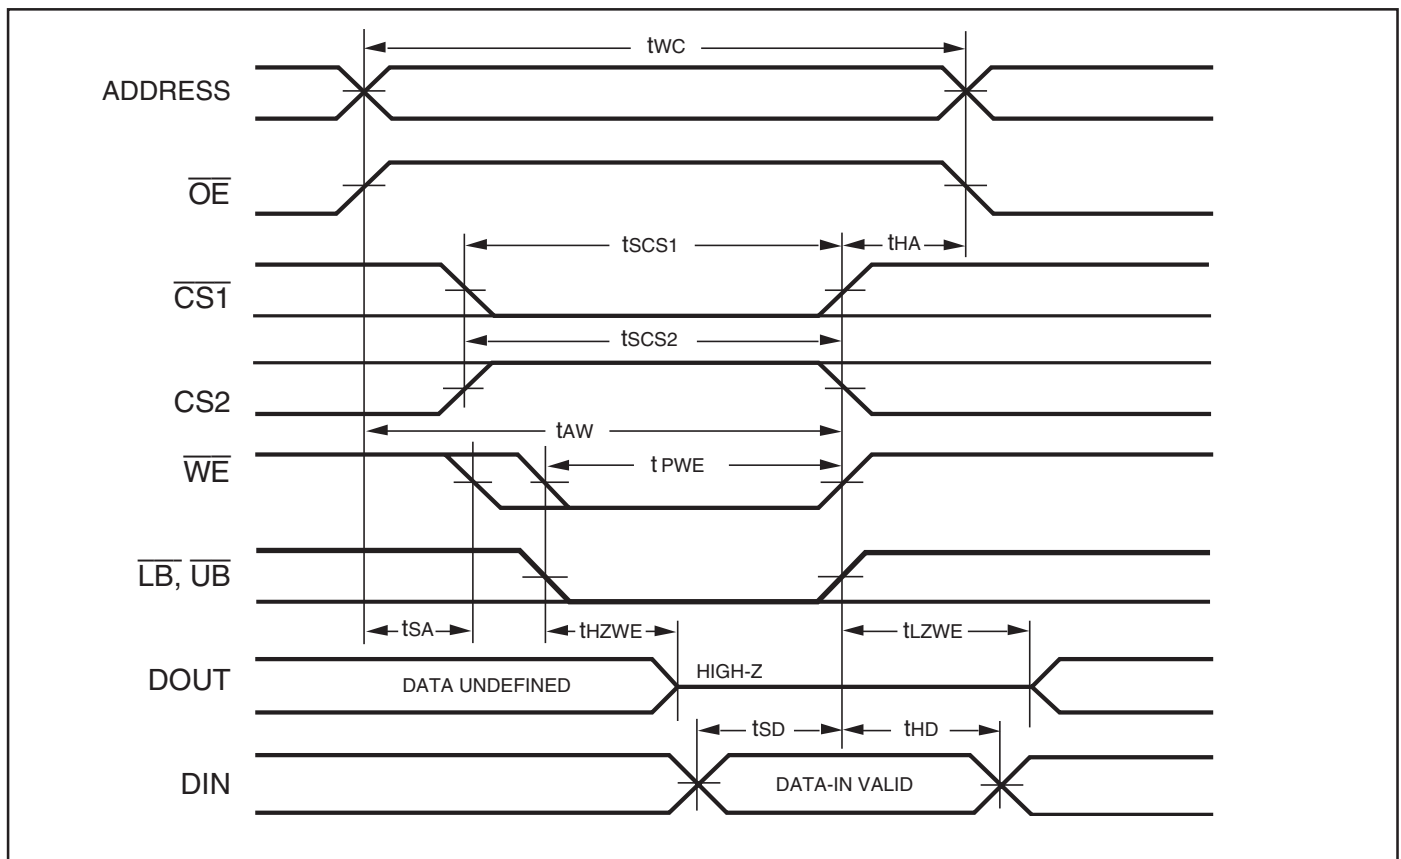 tWC
ADDRESS
OE
tSCS1
tHA
CS1
tSCS2
CS2
tAW
WE
t PWE
LB, UB
tSA
tHZWE
tLZWE
DOUT
DATA UNDEFINED
HIGH-Z
tSD
tHD
DIN
DATA-IN VALID